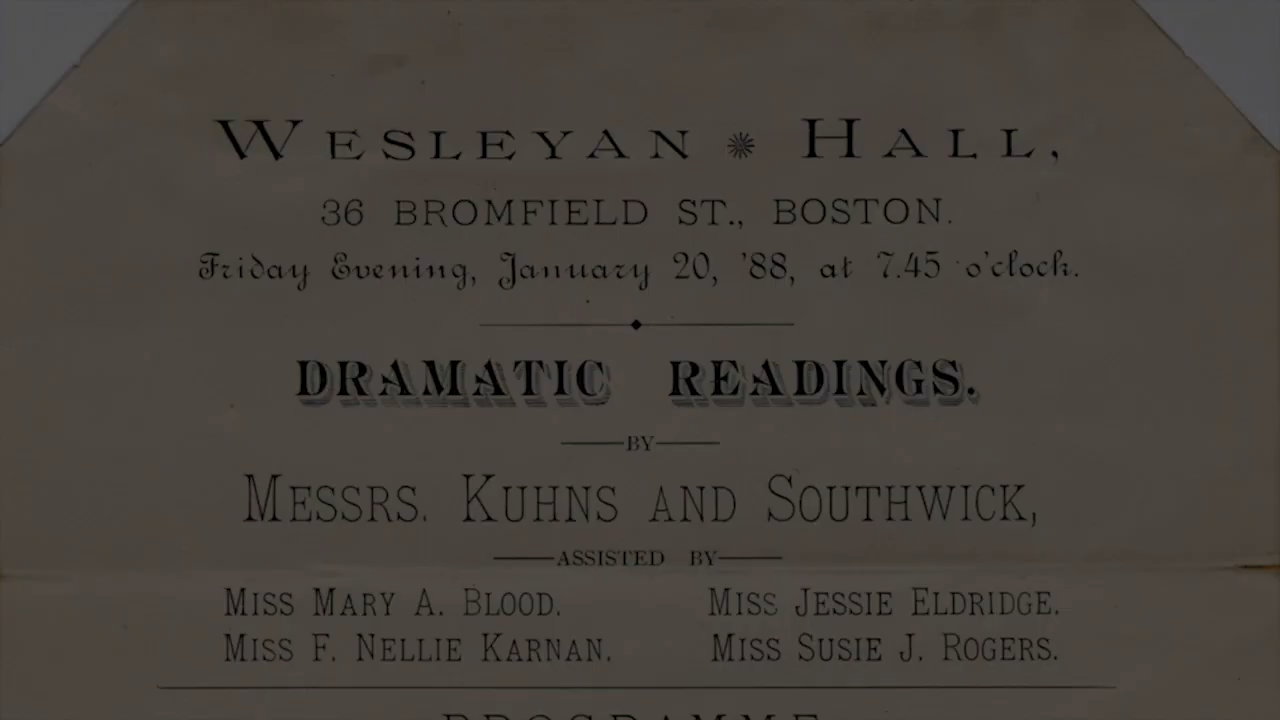 WESLEYAN HALL,
36 BROMFIELD ST., BOSTON.
Friday Evening, January 20, '88, at 7.45 o'clock.
DRAMATIC READINGS.
BY
MESSRS. KUHNS AND SOUTHWICK,
ASSISTED BY
MISS MARY A. BLOOD. MISS JESSIE ELDRIDGE.
MISS F. NELLIE KARNAN. MISS SUSIE J. ROGERS.
PROGRAMME